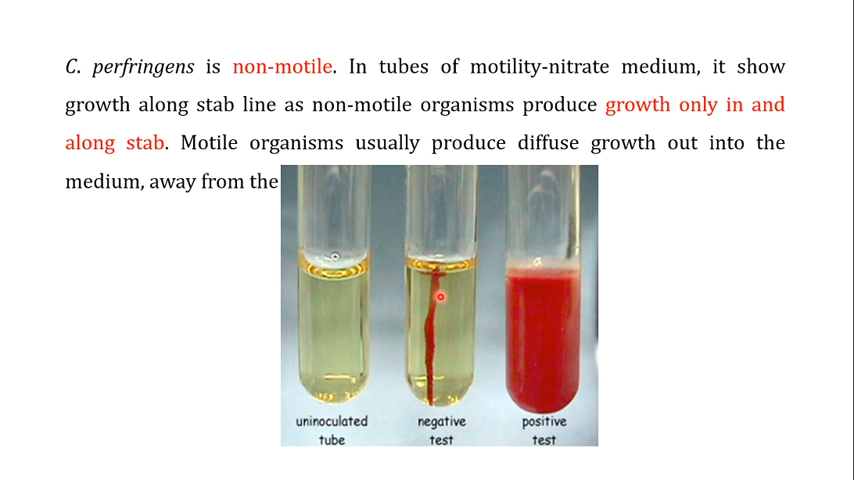 C. perfringens is non-motile. In tubes of motility-nitrate medium, it show
growth along stab line as non-motile organisms produce growth only in and
along stab. Motile organisms usually produce diffuse growth out into the
medium, away from the
uninoculated
tube
negative
test
positive
test